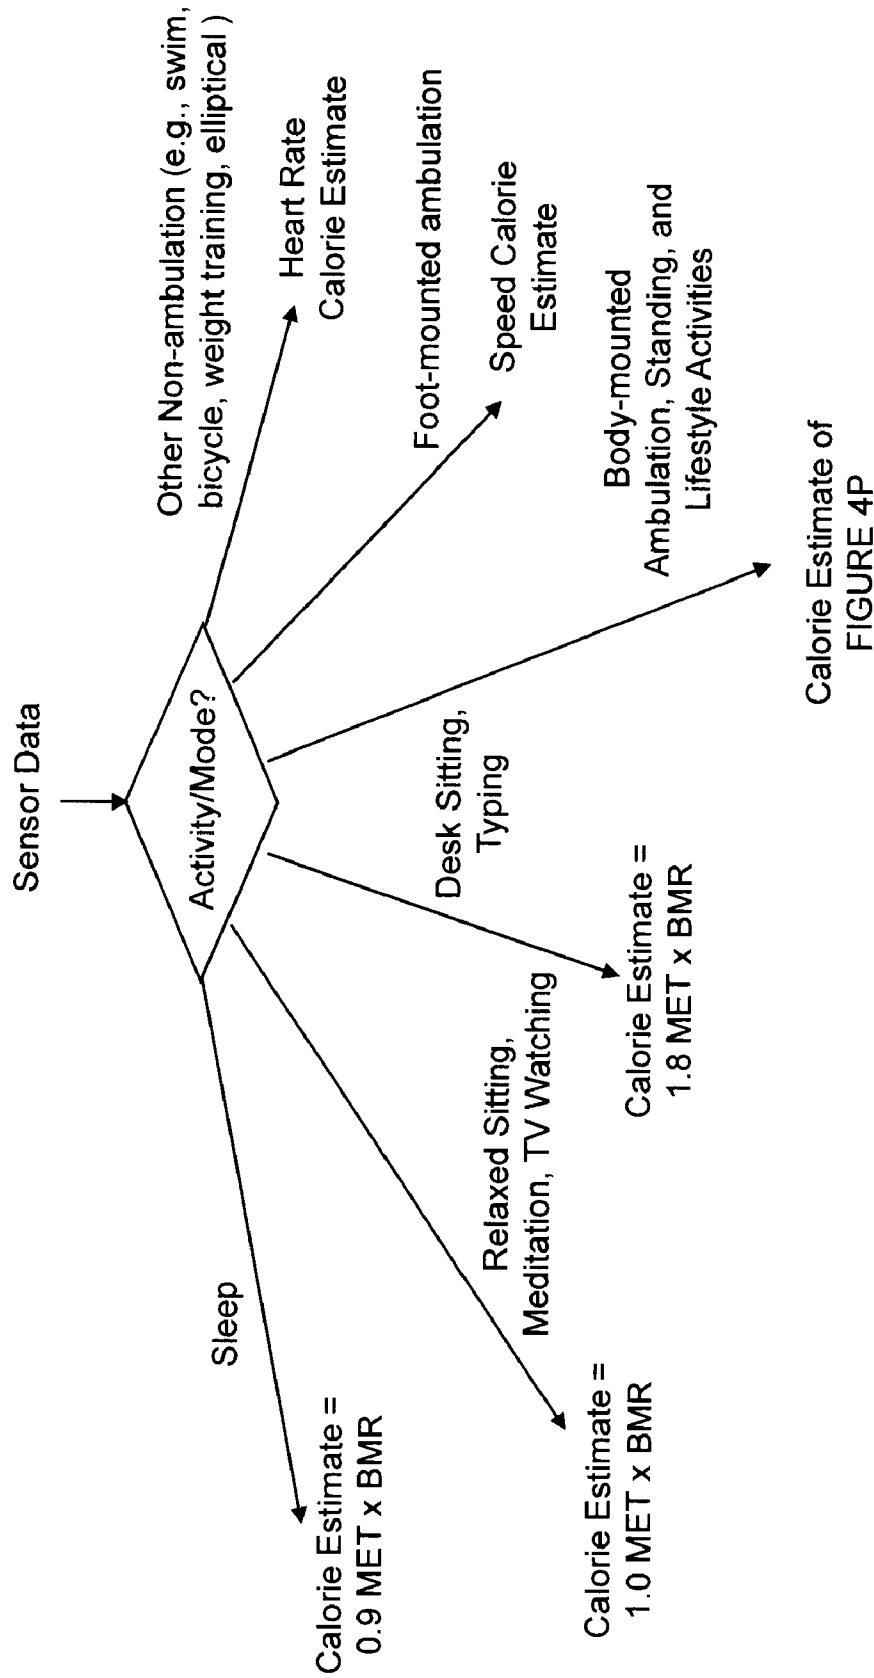 Sensor Data
Activity/Mode?
Sleep
Calorie Estimate =
0.9 MET x BMR
Relaxed Sitting,
Meditation, TV Watching
Calorie Estimate =
1.0 MET x BMR
Desk Sitting,
Typing
Calorie Estimate =
1.8 MET x BMR
Body-mounted
Ambulation, Standing, and
Lifestyle Activities
Calorie Estimate of
FIGURE 4P
Foot-mounted ambulation
Speed Calorie
Estimate
Other Non-ambulation (e.g., swim,
bicycle, weight training, elliptical )
Heart Rate
Calorie Estimate